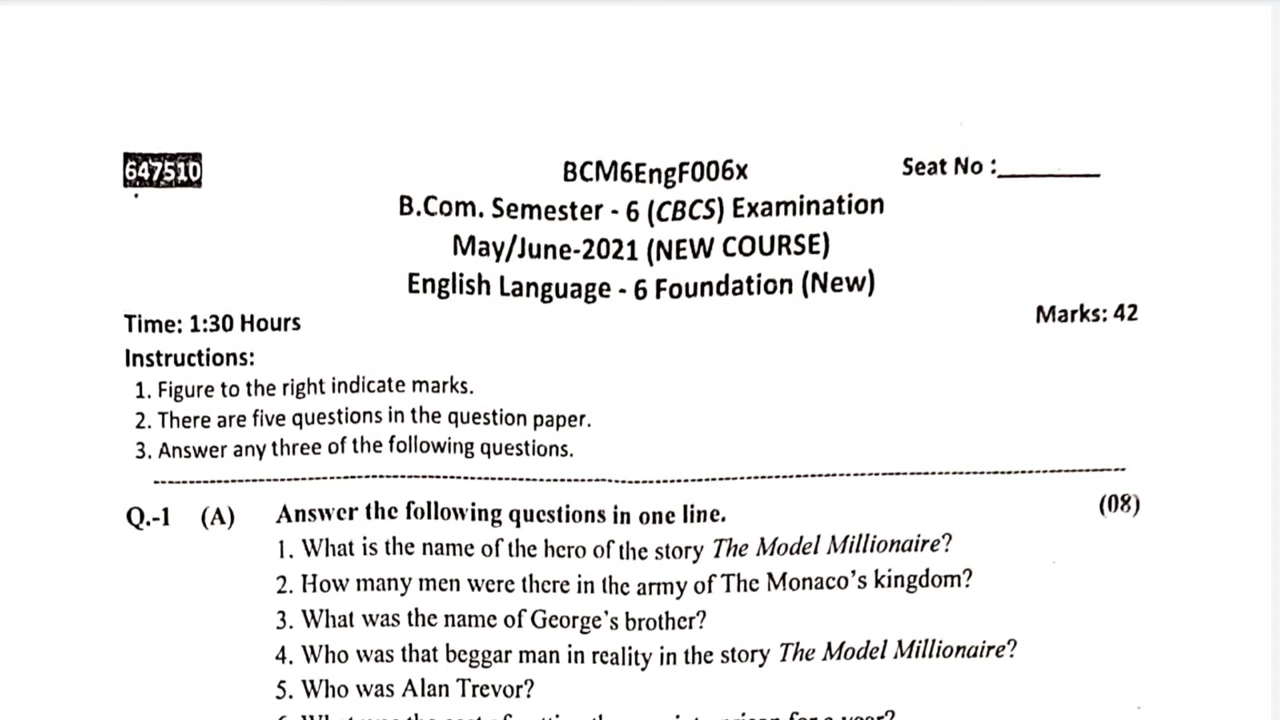 647510
BCM6EngF006x
Seat No :________
B.Com. Semester - 6 (CBCS) Examination
May/June-2021 (NEW COURSE)
English Language - 6 Foundation (New)
Time: 1:30 Hours
Marks: 42
Instructions:
1. Figure to the right indicate marks.
2. There are five questions in the question paper.
3. Answer any three of the following questions.
Q.-1 (A) Answer the following questions in one line. (08)
1. What is the name of the hero of the story The Model Millionaire?
2. How many men were there in the army of The Monaco's kingdom?
3. What was the name of George's brother?
4. Who was that beggar man in reality in the story The Model Millionaire?
5. Who was Alan Trevor?